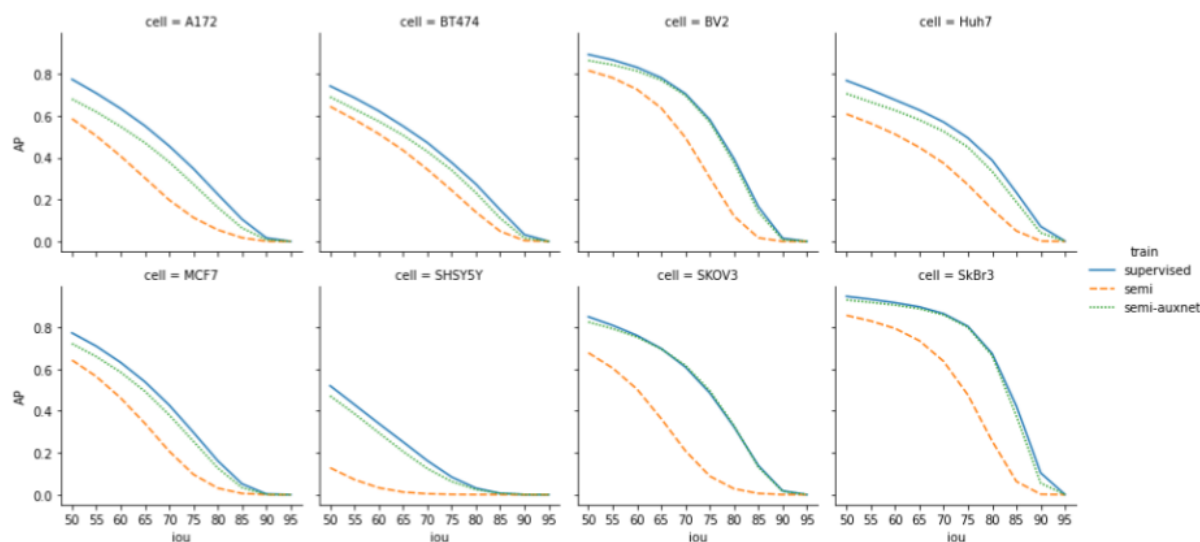 cell = A172 cell = BT474 cell = BV2 cell = Huh7
0.8
0.6
AP
0.4
0.2
0.0
cell = MCF7 cell = SHSY5Y cell = SKOV3 cell = SkBr3
train
supervised
semi
semi-auxnet
0.8
0.6
AP
0.4
0.2
0.0
50 55 60 65 70 75 80 85 90 95 50 55 60 65 70 75 80 85 90 95 50 55 60 65 70 75 80 85 90 95 50 55 60 65 70 75 80 85 90 95
iou iou iou iou